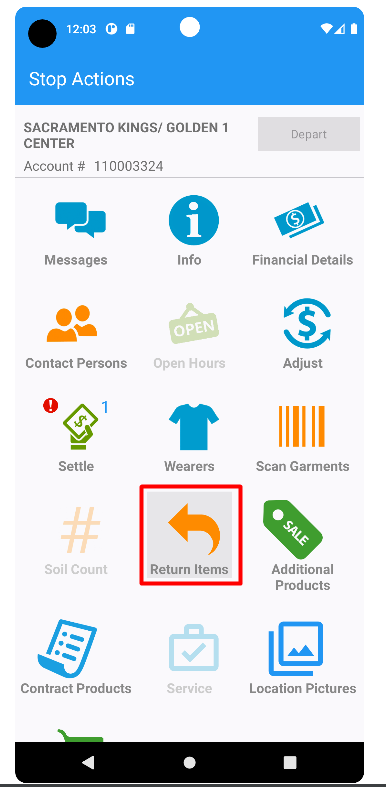 12:03
Stop Actions
SACRAMENTO KINGS/ GOLDEN 1
CENTER
Depart
Account # 110003324
Messages
Info
Financial Details
OPEN
Contact Persons
Open Hours
Adjust
1
Settle
Wearers
Scan Garments
#
SALE
Soil Count
Return Items
Additional
Products
Contract Products
Service
Location Pictures